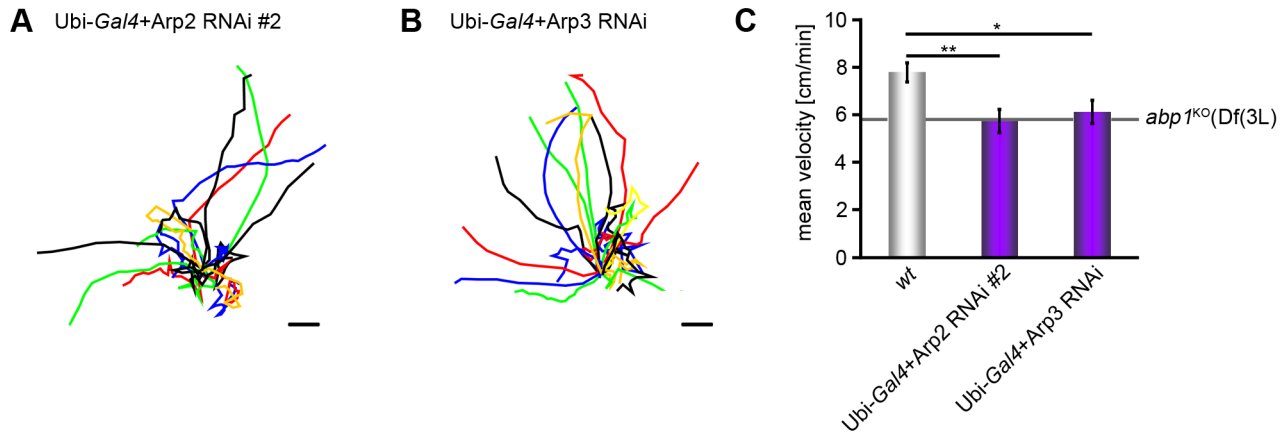 A Ubi-Gal4+Arp2 RNAi #2
B Ubi-Gal4+Arp3 RNAi
C
mean velocity [cm/min]
10
8
6
4
2
0
*
**
abp1KO(Df(3L)
wt
Ubi-Gal4+Arp2 RNAi #2
Ubi-Gal4+Arp3 RNAi